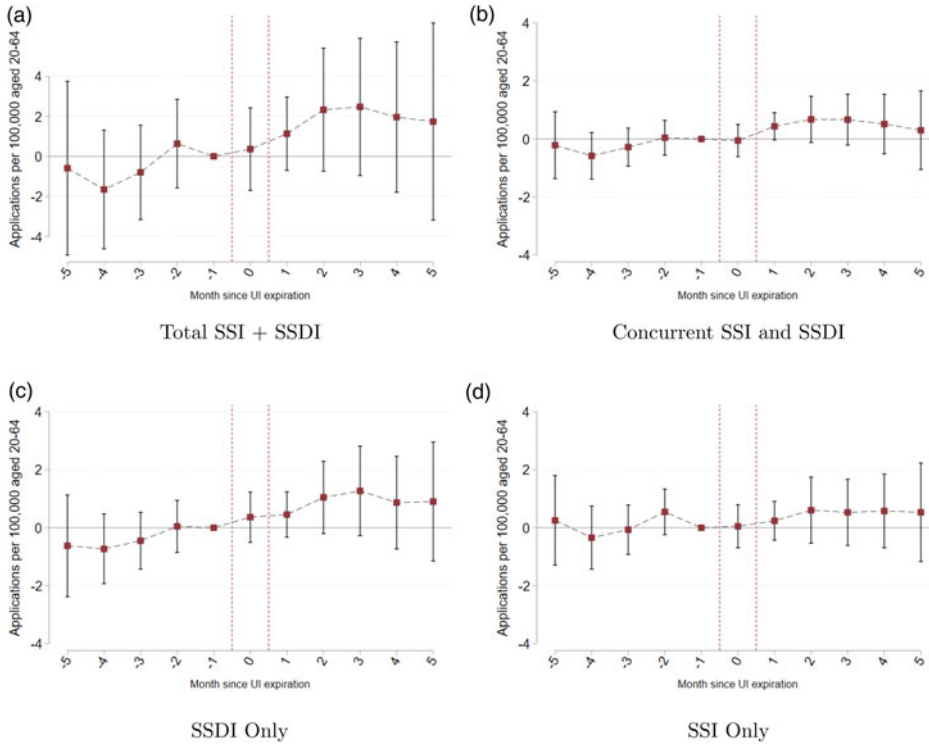 (a)
Applications per 100,000 aged 20-64
4
2
0
-2
-4
-5 -4 -3 -2 -1 0 1 2 3 4 5
Month since UI expiration
Total SSI + SSDI
(b)
Applications per 100,000 aged 20-64
4
2
0
-2
-4
-5 -4 -3 -2 -1 0 1 2 3 4 5
Month since UI expiration
Concurrent SSI and SSDI
(c)
Applications per 100,000 aged 20-64
4
2
0
-2
-4
-5 -4 -3 -2 -1 0 1 2 3 4 5
Month since UI expiration
SSDI Only
(d)
Applications per 100,000 aged 20-64
4
2
0
-2
-4
-5 -4 -3 -2 -1 0 1 2 3 4 5
Month since UI expiration
SSI Only